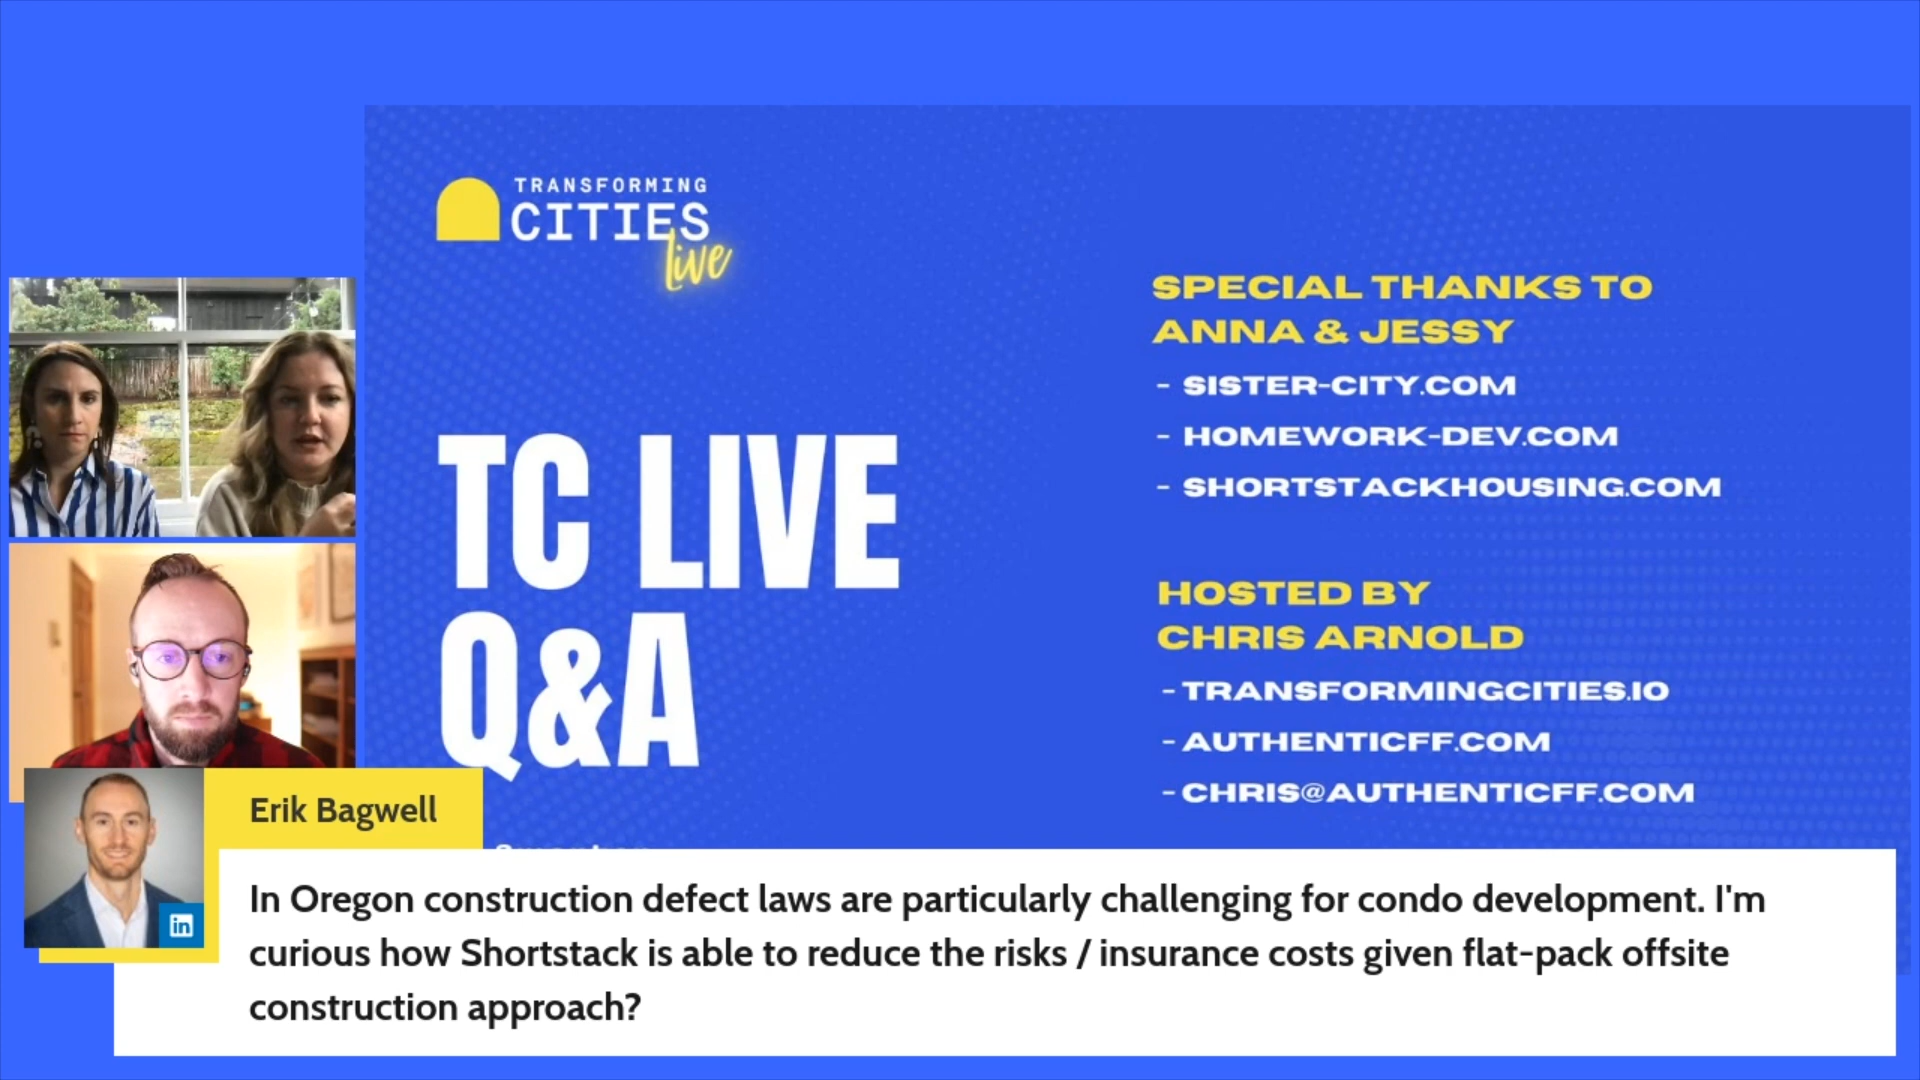 TRANSFORMING
CITIES
live
TC LIVE
Q&A
SPECIAL THANKS TO
ANNA & JESSY
- SISTER-CITY.COM
- HOMEWORK-DEV.COM
- SHORTSTACKHOUSING.COM
HOSTED BY
CHRIS ARNOLD
- TRANSFORMINGCITIES.IO
- AUTHENTICFF.COM
- CHRIS@AUTHENTICFF.COM
Erik Bagwell
in
In Oregon construction defect laws are particularly challenging for condo development. I'm
curious how Shortstack is able to reduce the risks / insurance costs given flat-pack offsite
construction approach?